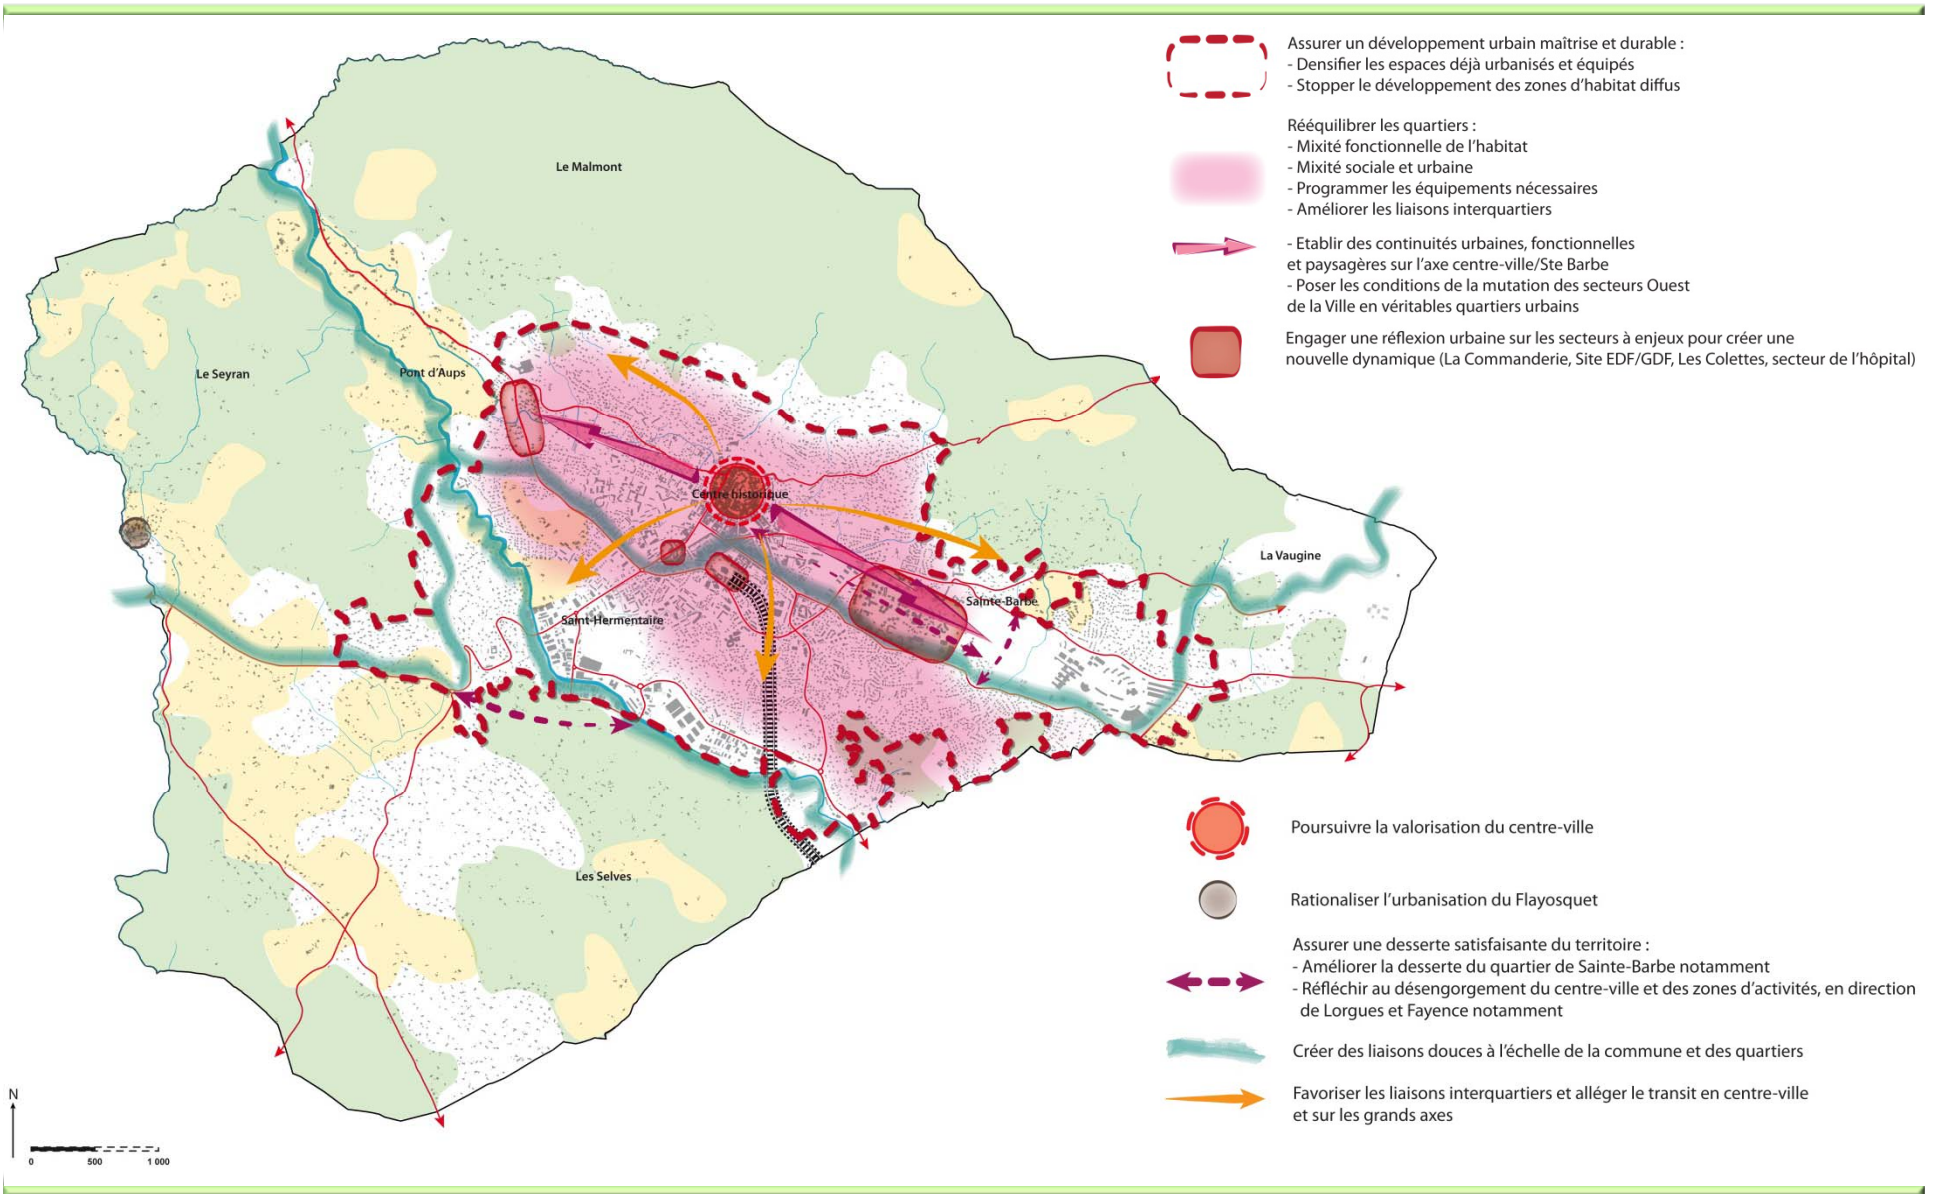 Assurer un développement urbain maîtrise et durable :
- Densifier les espaces déjà urbanisés et équipés
- Stopper le développement des zones d'habitat diffus
Rééquilibrer les quartiers :
- Mixité fonctionnelle de l'habitat
- Mixité sociale et urbaine
- Programmer les équipements nécessaires
- Améliorer les liaisons interquartiers
- Etablir des continuités urbaines, fonctionnelles
et paysagères sur l'axe centre-ville/Ste Barbe
- Poser les conditions de la mutation des secteurs Ouest
de la Ville en véritables quartiers urbains
Engager une réflexion urbaine sur les secteurs à enjeux pour créer une
nouvelle dynamique (La Commanderie, Site EDF/GDF, Les Colettes, secteur de l'hôpital)
Le Malmont
Le Seyran
Pont d'Aups
Centre historique
La Vaugine
Sainte-Barbe
Saint-Hermentaire
Les Selves
Poursuivre la valorisation du centre-ville
Rationaliser l'urbanisation du Flayosquet
Assurer une desserte satisfaisante du territoire :
- Améliorer la desserte du quartier de Sainte-Barbe notamment
- Réfléchir au désengorgement du centre-ville et des zones d'activités, en direction
de Lorgues et Fayence notamment
Créer des liaisons douces à l'échelle de la commune et des quartiers
Favoriser les liaisons interquartiers et alléger le transit en centre-ville
et sur les grands axes
N
0 500 1 000